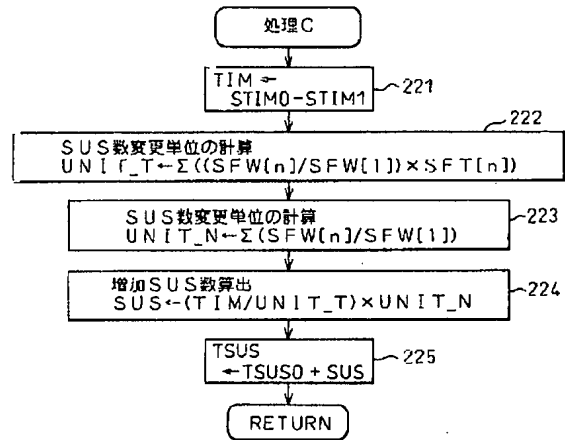 処理C
TIM←
STIM0-STIM1
221
222
SUS数変更単位の計算
UNIT_T←Σ((SFW[n]/SFW[1])×SFT[n])
SUS数変更単位の計算
UNIT_N←Σ(SFW[n]/SFW[1])
223
増加SUS数算出
SUS←(TIM/UNIT_T)×UNIT_N
224
TSUS
←TSUS0+SUS
225
RETURN